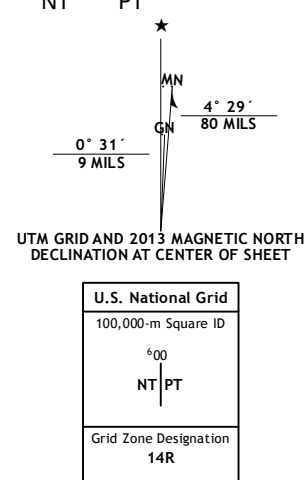 NT PT
★
MN
4° 29´
80 MILS
GN
0° 31´
9 MILS
UTM GRID AND 2013 MAGNETIC NORTH
DECLINATION AT CENTER OF SHEET
U.S. National Grid
100,000-m Square ID
⁶00
NT PT
Grid Zone Designation
14R